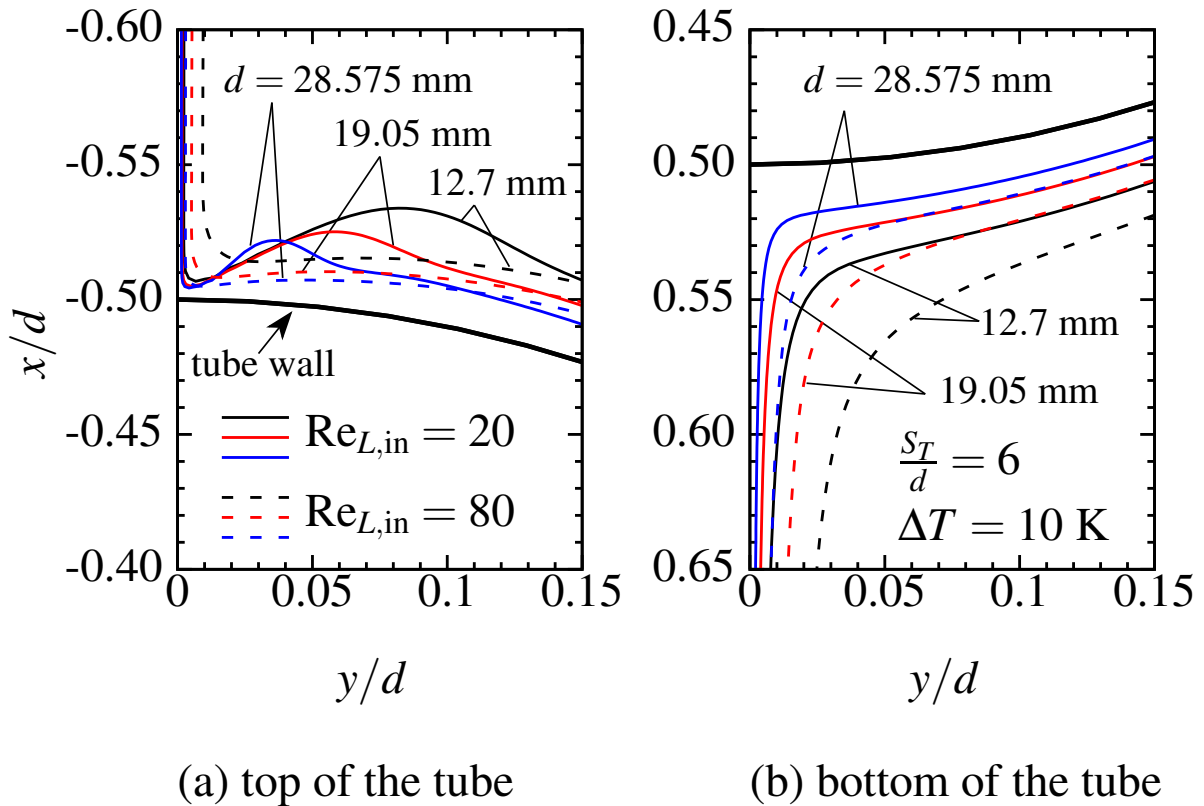 -0.60
-0.55
-0.50
-0.45
-0.40
x/d
0
0.05
0.1
0.15
y/d
d = 28.575 mm
19.05 mm
12.7 mm
tube wall
Re_{L,in} = 20
Re_{L,in} = 80
(a) top of the tube
0.45
0.50
0.55
0.60
0.65
0
0.05
0.1
0.15
y/d
d = 28.575 mm
12.7 mm
19.05 mm
S_T/d = 6
ΔT = 10 K
(b) bottom of the tube